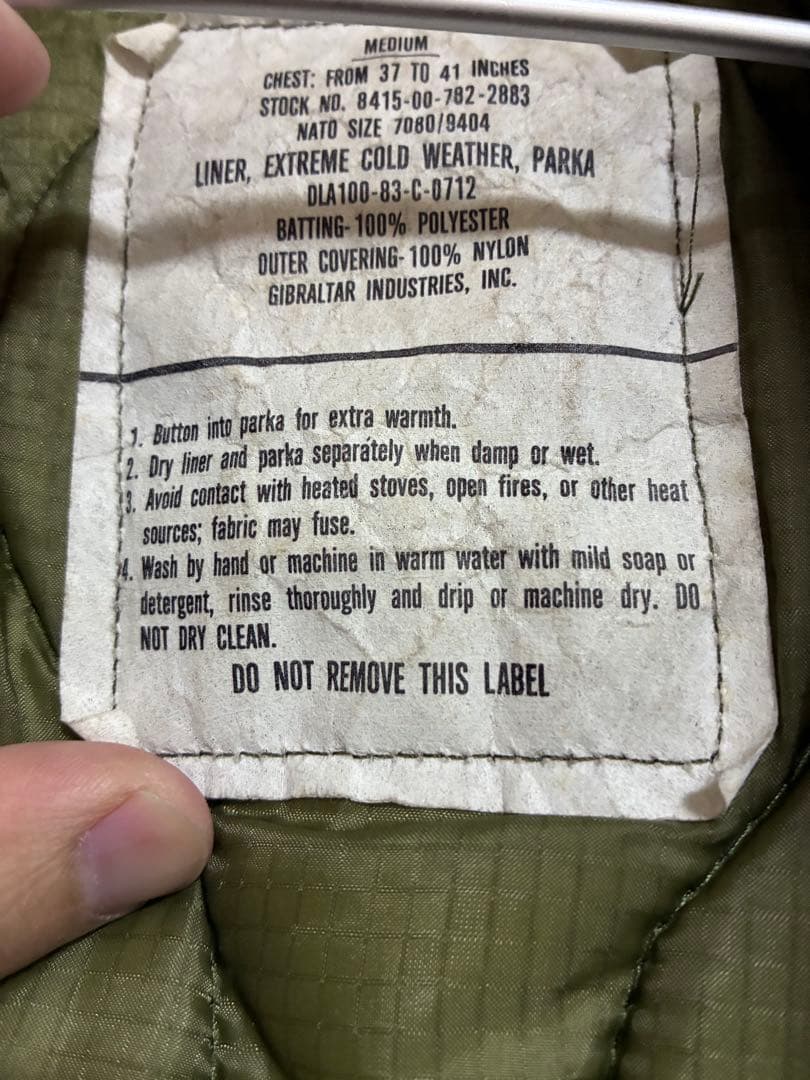 MEDIUM
CHEST: FROM 37 TO 41 INCHES
STOCK NO. 8415-00-782-2883
NATO SIZE 7080/9404
LINER, EXTREME COLD WEATHER, PARKA
DLA100-83-C-0712
BATTING-100% POLYESTER
OUTER COVERING-100% NYLON
GIBRALTAR INDUSTRIES, INC.
1. Button into parka for extra warmth.
2. Dry liner and parka separately when damp or wet.
3. Avoid contact with heated stoves, open fires, or other heat
sources; fabric may fuse.
4. Wash by hand or machine in warm water with mild soap or
detergent, rinse thoroughly and drip or machine dry. DO
NOT DRY CLEAN.
DO NOT REMOVE THIS LABEL